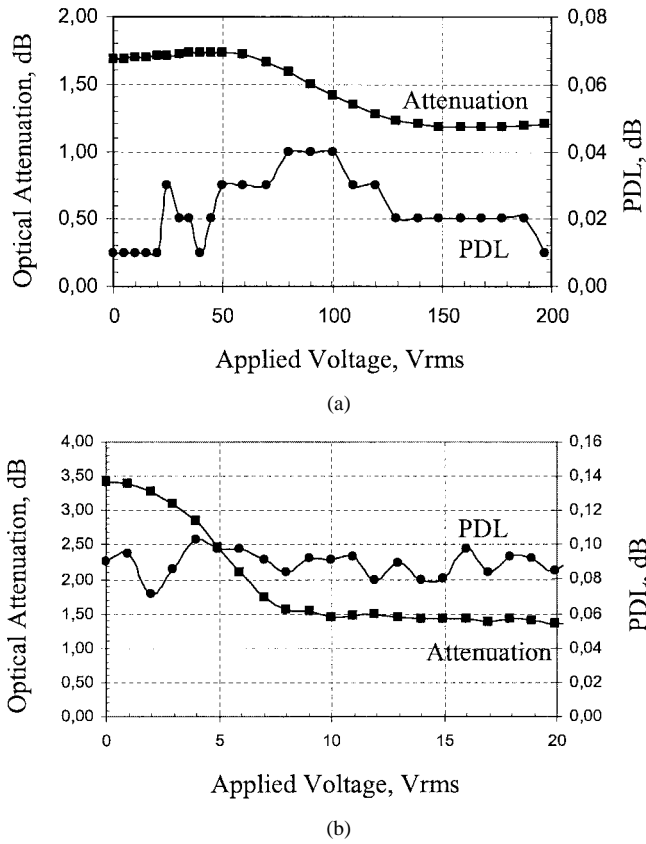 (a)
2,00
1,50
1,00
0,50
0,00
0,08
0,06
0,04
0,02
0,00
Optical Attenuation, dB
PDL, dB
Attenuation
PDL
0 50 100 150 200
Applied Voltage, Vrms
(a)
4,00
3,50
3,00
2,50
2,00
1,50
1,00
0,50
0,00
0,16
0,14
0,12
0,10
0,08
0,06
0,04
0,02
0,00
Optical Attenuation, dB
PDL, dB
PDL
Attenuation
0 5 10 15 20
Applied Voltage, Vrms
(b)